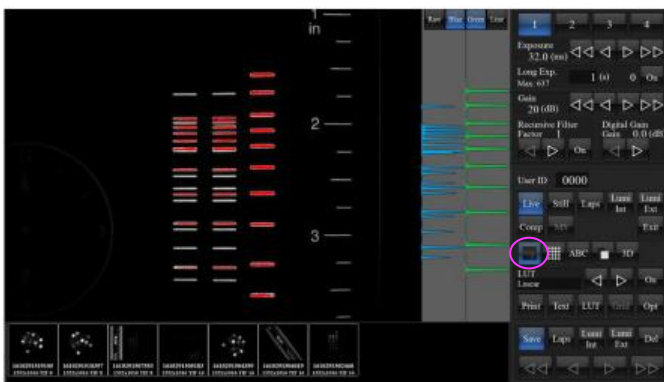 1
in
2
3
Raw Blue Green Line
1 2 3 4
Exposure
32.0 (ms)
Long Exp.
Max. 637
1 (s) 0 On
Gain
20 (dB)
Recursive Filter
Factor 1
Digital Gain
Gain 0.0 (dB)
On
User ID 0000
Live Still Laps Lumi Int Lumi Ext
Comp Exit
ABC 3D
LUT
Linear
On
Print Text LUT Grid Opt
Save Laps Lumi Int Lumi Ext Del